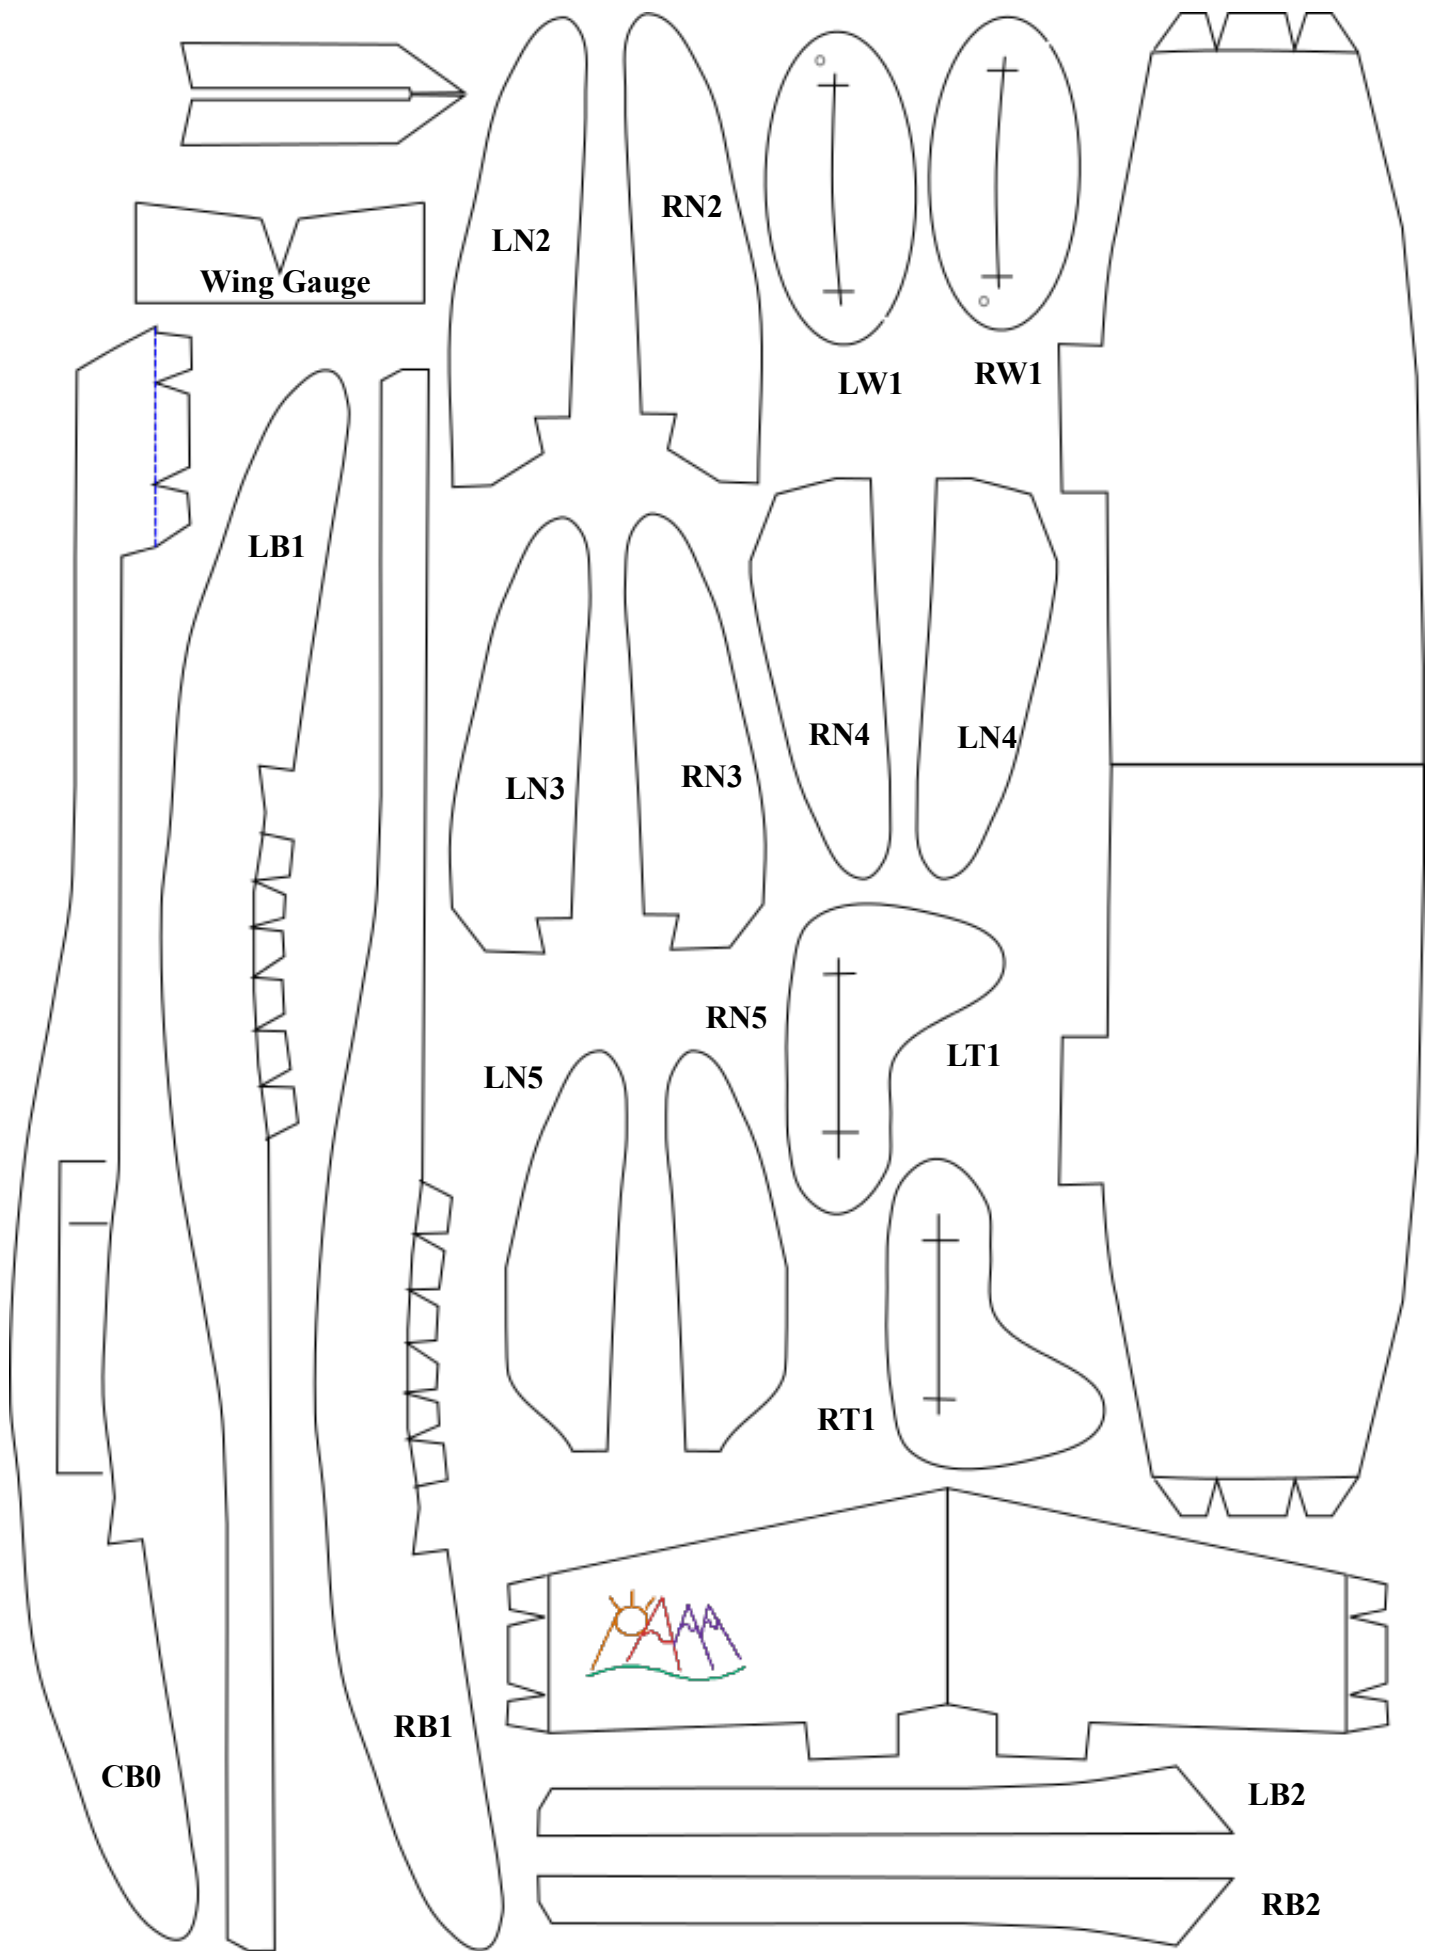 RN2
LN2
Wing Gauge
LW1
RW1
LB1
RN4
LN4
LN3
RN3
RN5
LT1
LN5
RT1
RB1
CB0
LB2
RB2